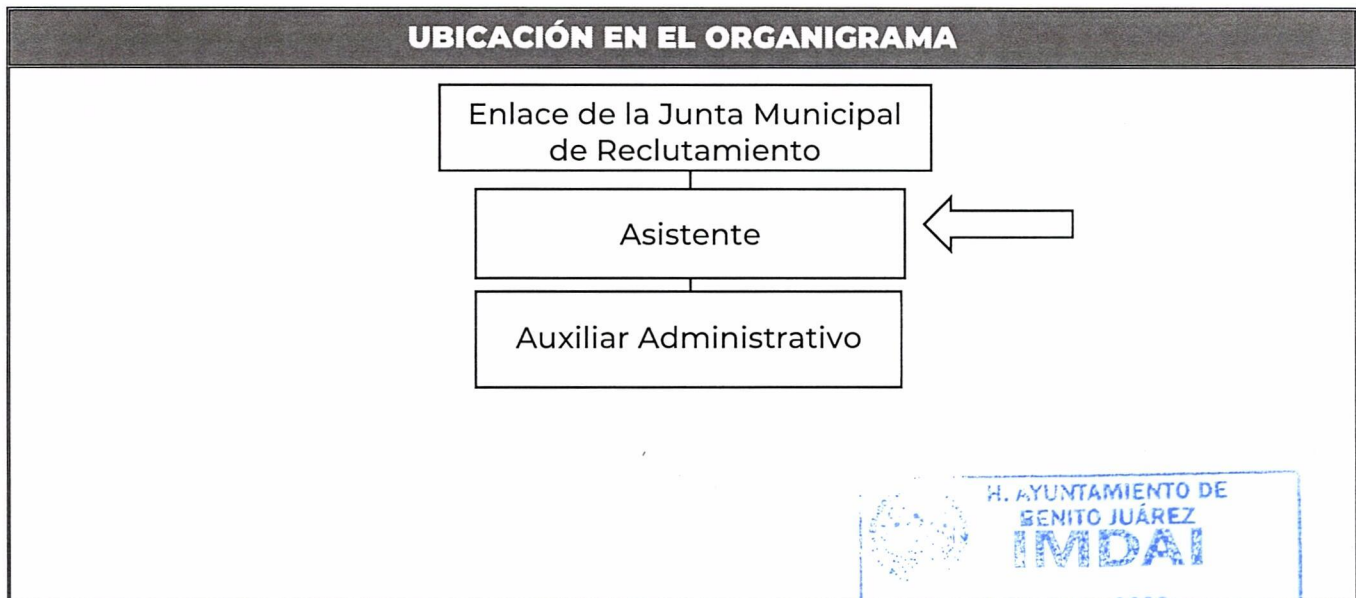 UBICACIÓN EN EL ORGANIGRAMA
Enlace de la Junta Municipal
de Reclutamiento
Asistente
Auxiliar Administrativo
H. AYUNTAMIENTO DE
BENITO JUÁREZ
IMDAI